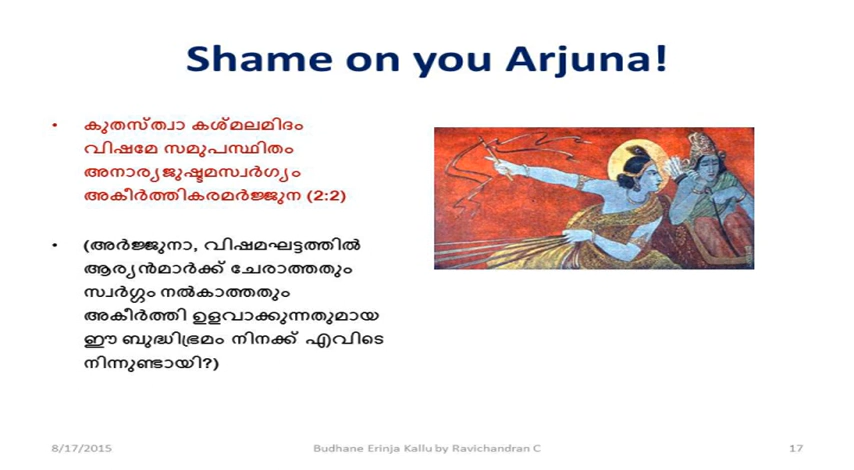 Shame on you Arjuna!
• കുതസ്ത്വാ കശ്മലമിദം
വിഷമേ സമുപസ്ഥിതം
അനാര്യജുഷ്ടമസ്വർഗ്യം
അകീർത്തികരമർജ്ജുന (2:2)
• (അർജ്ജുനാ, വിഷമഘട്ടത്തിൽ
ആര്യൻമാർക്ക് ചേരാത്തതും
സ്വർഗ്ഗം നൽകാത്തതും
അകീർത്തി ഉളവാക്കുന്നതുമായ
ഈ ബുദ്ധിഭ്രമം നിനക്ക് എവിടെ
നിന്നുണ്ടായി?)
8/17/2015
Budhane Erinja Kallu by Ravichandran C
17